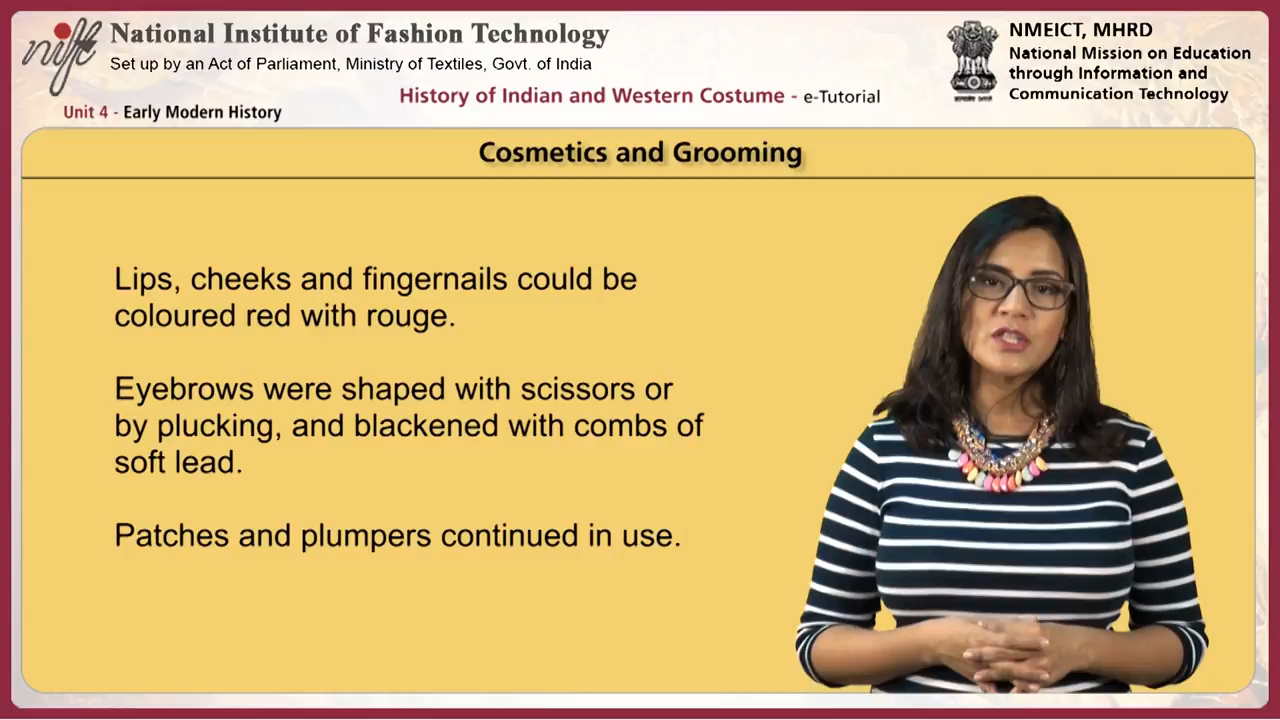 nift
National Institute of Fashion Technology
Set up by an Act of Parliament, Ministry of Textiles, Govt. of India
NMEICT, MHRD
National Mission on Education
through Information and
Communication Technology
History of Indian and Western Costume - e-Tutorial
Unit 4 - Early Modern History
Cosmetics and Grooming
Lips, cheeks and fingernails could be
coloured red with rouge.
Eyebrows were shaped with scissors or
by plucking, and blackened with combs of
soft lead.
Patches and plumpers continued in use.